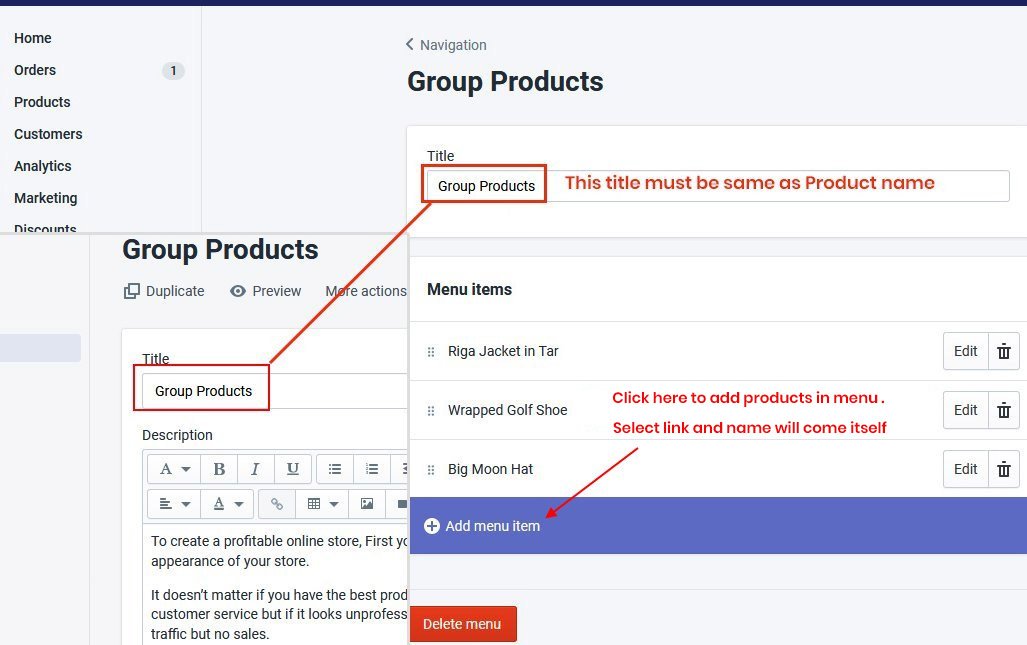 Home
Orders 1
Products
Customers
Analytics
Marketing
Discounts
Navigation
Group Products
Title
Group Products
This title must be same as Product name
Group Products
Duplicate Preview More actions
Title
Group Products
Description
A B I U
A
To create a profitable online store, First yo
appearance of your store.
It doesn't matter if you have the best prod
customer service but if it looks unprofess
traffic but no sales.
Menu items
Riga Jacket in Tar Edit
Wrapped Golf Shoe Edit
Click here to add products in menu .
Select link and name will come itself
Big Moon Hat Edit
Add menu item
Delete menu